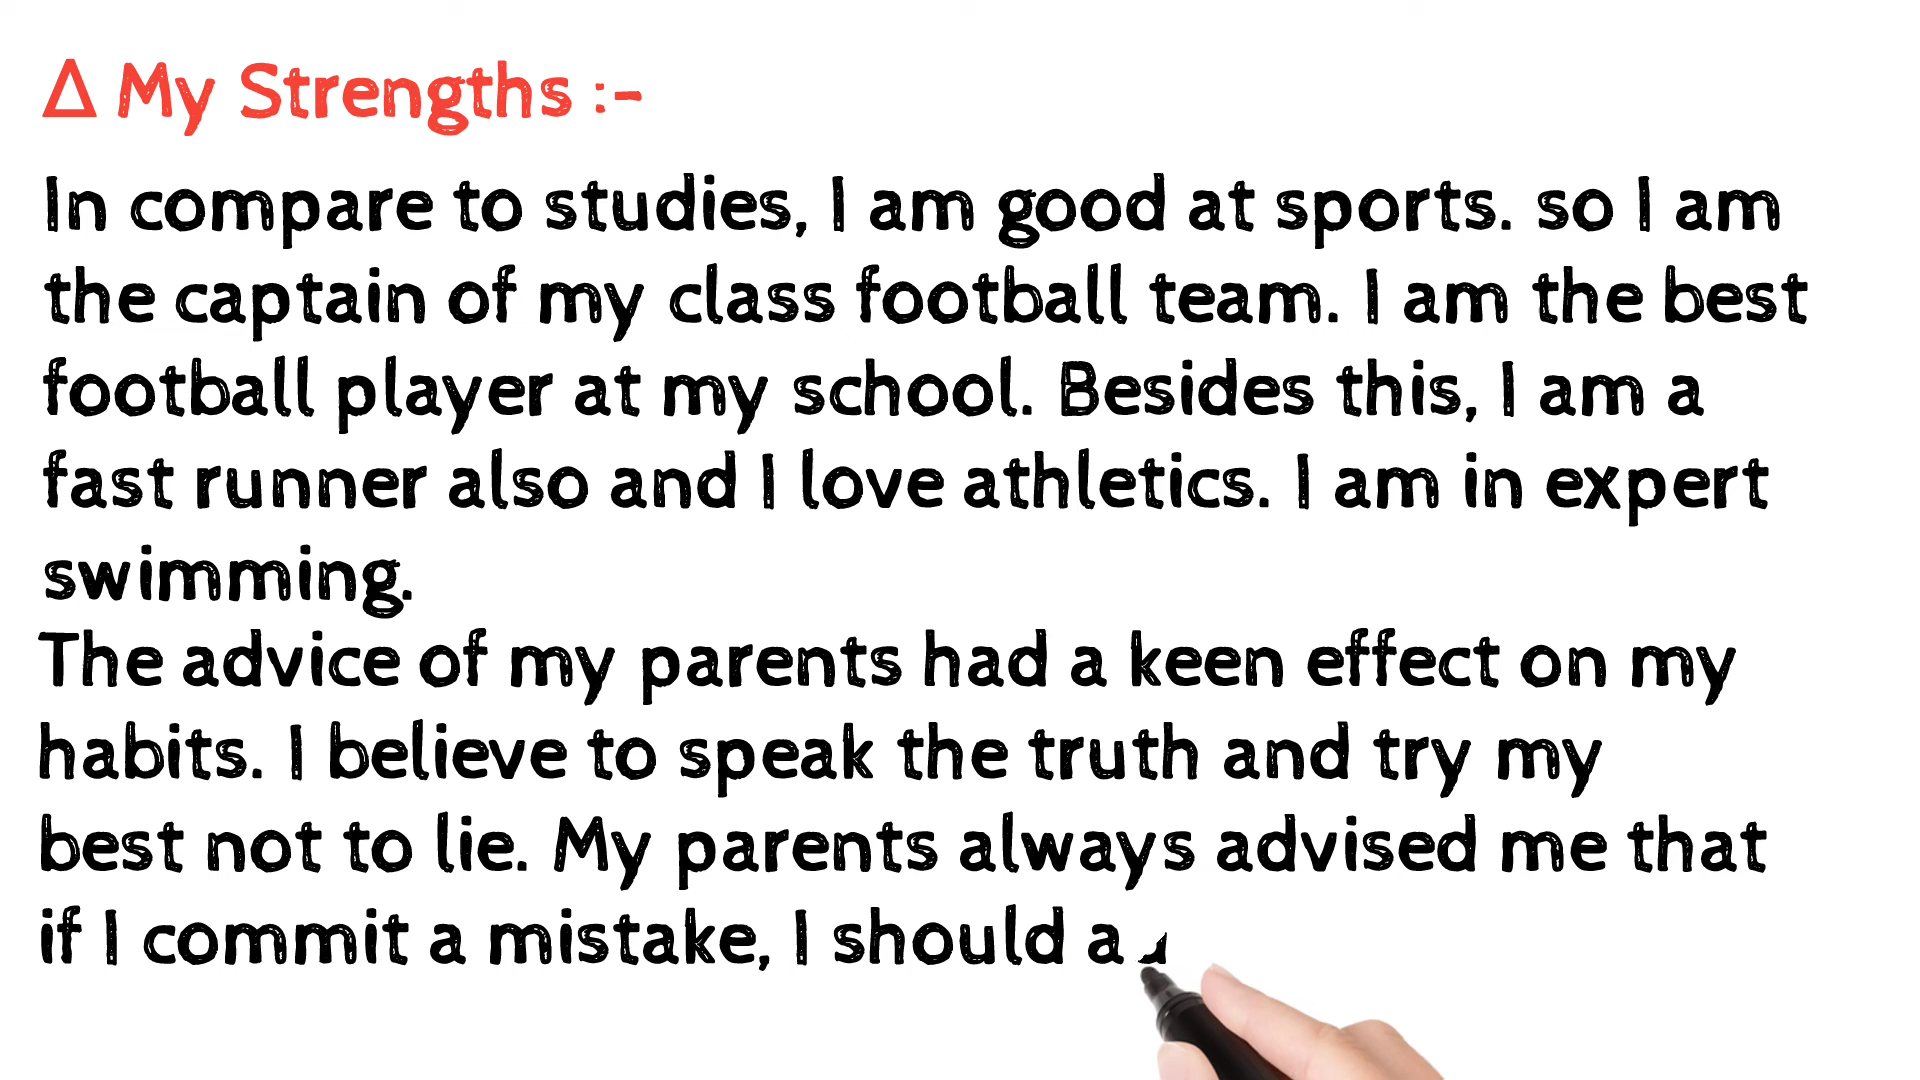 Δ My Strengths :-
In compare to studies, I am good at sports. so I am
the captain of my class football team. I am the best
football player at my school. Besides this, I am a
fast runner also and I love athletics. I am in expert
swimming.
The advice of my parents had a keen effect on my
habits. I believe to speak the truth and try my
best not to lie. My parents always advised me that
if I commit a mistake, I should